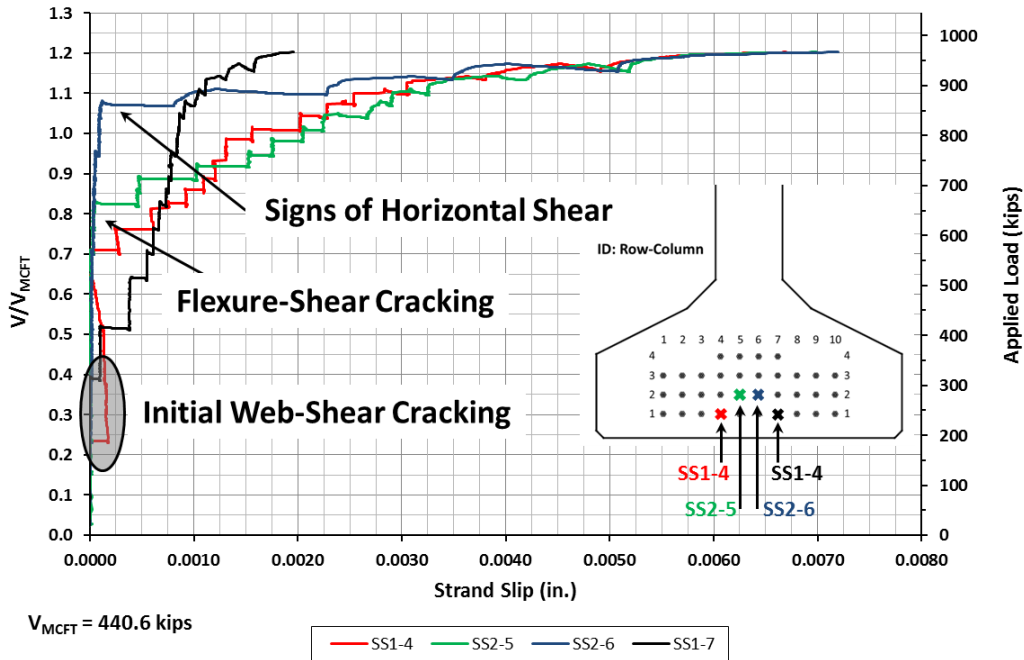 1.3
1.2
1.1
1.0
0.9
0.8
0.7
0.6
0.5
0.4
0.3
0.2
0.1
0.0
V/VMCFT
1000
900
800
700
600
500
400
300
200
100
0
Applied Load (kips)
Signs of Horizontal Shear
Flexure-Shear Cracking
Initial Web-Shear Cracking
ID: Row-Column
1 2 3 4 5 6 7 8 9 10
4 4
3 3
2 2
1 1
SS1-4 SS1-4
SS2-5 SS2-6
0.0000 0.0010 0.0020 0.0030 0.0040 0.0050 0.0060 0.0070 0.0080
Strand Slip (in.)
VMCFT = 440.6 kips
SS1-4 SS2-5 SS2-6 SS1-7